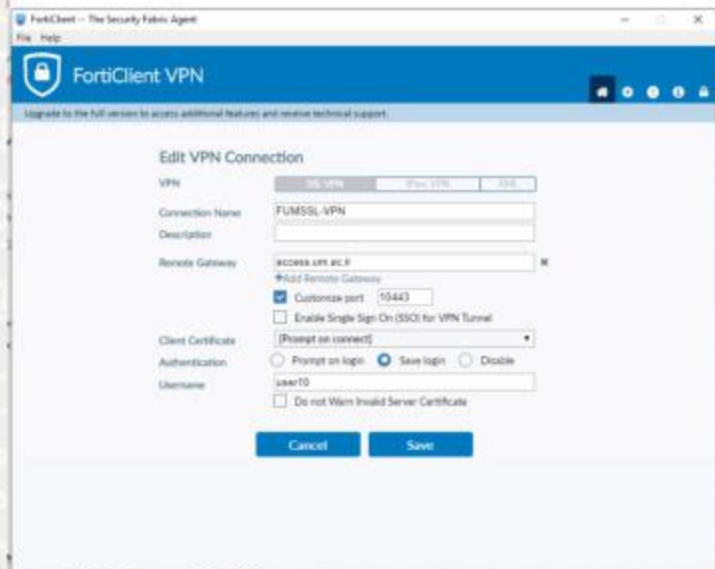 FortiClient -- The Security Fabric Agent
File Help
FortiClient VPN
Upgrade to the full version to access additional features and receive technical support.
Edit VPN Connection
VPN SSL-VPN IPsec VPN XML
Connection Name FUMSSL-VPN
Description
Remote Gateway access.um.ac.ir
+Add Remote Gateway
Customize port 10443
Enable Single Sign On (SSO) for VPN Tunnel
Client Certificate [Prompt on connect]
Authentication Prompt on login Save login Disable
Username user10
Do not Warn Invalid Server Certificate
Cancel Save